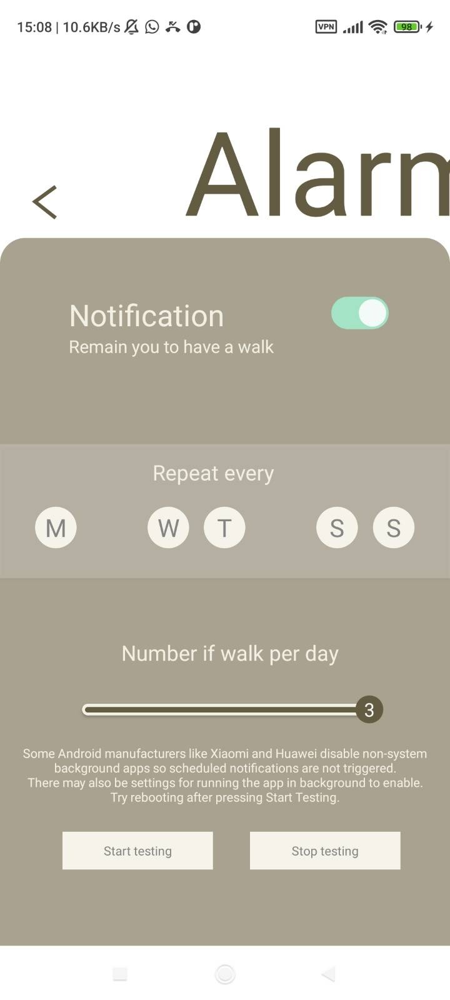 15:08 | 10.6KB/s VPN 98
Alarm
Notification
Remain you to have a walk
Repeat every
M W T S S
Number if walk per day
3
Some Android manufacturers like Xiaomi and Huawei disable non-system
background apps so scheduled notifications are not triggered.
There may also be settings for running the app in background to enable.
Try rebooting after pressing Start Testing.
Start testing Stop testing